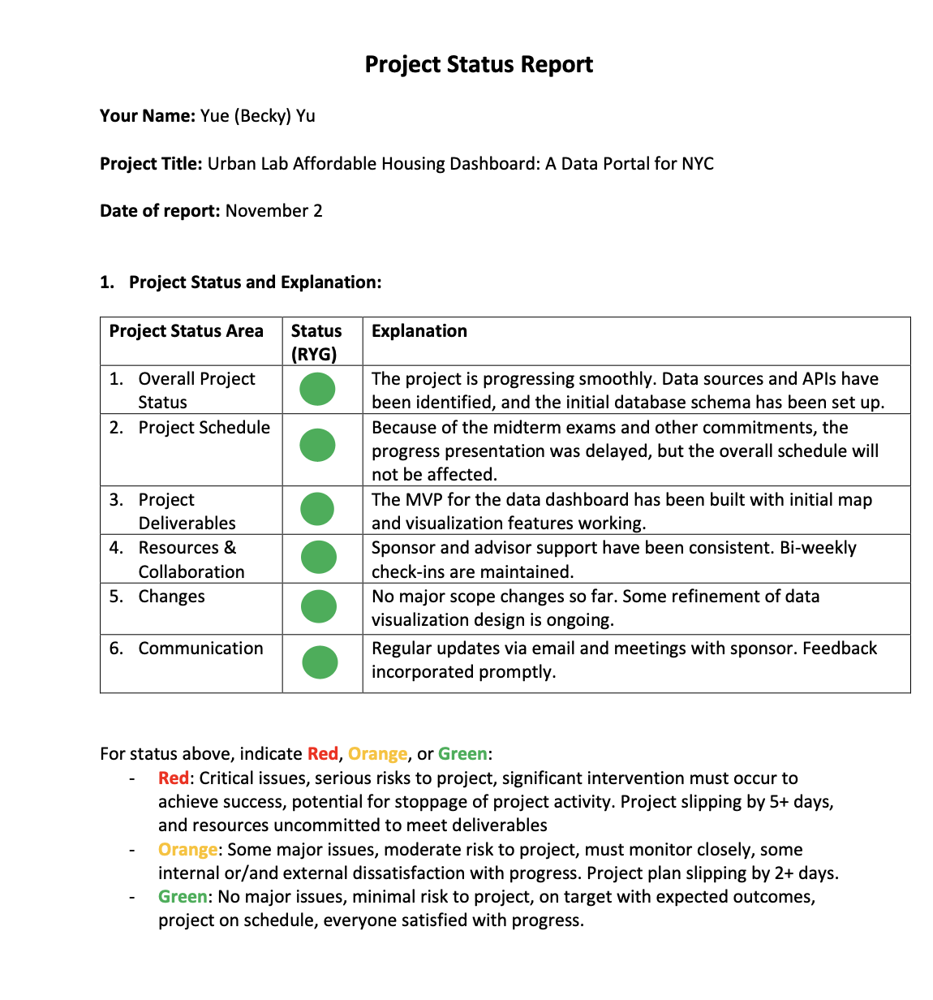 Project Status Report
Your Name: Yue (Becky) Yu
Project Title: Urban Lab Affordable Housing Dashboard: A Data Portal for NYC
Date of report: November 2
1. Project Status and Explanation:
Project Status Area
Status
(RYG)
Explanation
1. Overall Project
Status
The project is progressing smoothly. Data sources and APIs have
been identified, and the initial database schema has been set up.
2. Project Schedule
Because of the midterm exams and other commitments, the
progress presentation was delayed, but the overall schedule will
not be affected.
3. Project
Deliverables
The MVP for the data dashboard has been built with initial map
and visualization features working.
4. Resources &
Collaboration
Sponsor and advisor support have been consistent. Bi-weekly
check-ins are maintained.
5. Changes
No major scope changes so far. Some refinement of data
visualization design is ongoing.
6. Communication
Regular updates via email and meetings with sponsor. Feedback
incorporated promptly.
For status above, indicate Red, Orange, or Green:
- Red: Critical issues, serious risks to project, significant intervention must occur to
achieve success, potential for stoppage of project activity. Project slipping by 5+ days,
and resources uncommitted to meet deliverables
- Orange: Some major issues, moderate risk to project, must monitor closely, some
internal or/and external dissatisfaction with progress. Project plan slipping by 2+ days.
- Green: No major issues, minimal risk to project, on target with expected outcomes,
project on schedule, everyone satisfied with progress.